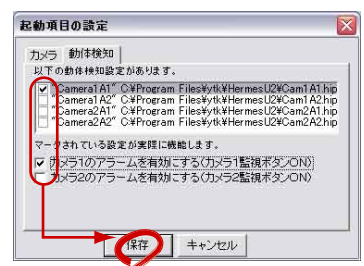 起動項目の設定
カメラ 動体検知
以下の動体検知設定があります。
"Camera1A1" C:¥Program Files¥ytk¥HermesU2¥Cam1A1.hip
"Camera1A2" C:¥Program Files¥ytk¥HermesU2¥Cam1A2.hip
"Camera2A1" C:¥Program Files¥ytk¥HermesU2¥Cam2A1.hip
"Camera2A2" C:¥Program Files¥ytk¥HermesU2¥Cam2A2.hip
マークされている設定が実際に機能します。
カメラ1のアラームを有効にする(カメラ1監視ボタンON)
カメラ2のアラームを有効にする(カメラ2監視ボタンON)
保存 キャンセル